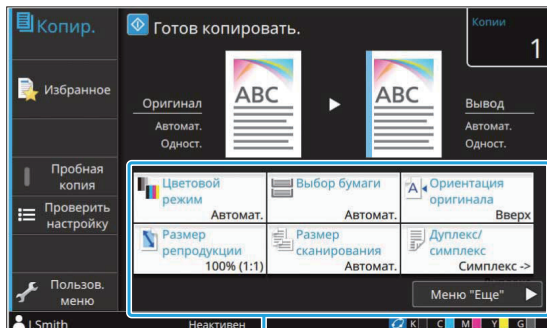 Копир.
Готов копировать.
Копии
1
Избранное
Оригинал
Автомат.
Одност.
ABC
ABC
Вывод
Автомат.
Одност.
Пробная
копия
Проверить
настройку
Пользов.
меню
Цветовой
режим
Автомат.
Выбор бумаги
Автомат.
A
Ориентация
оригинала
Вверх
Размер
репродукции
100% (1:1)
Размер
сканирования
Автомат.
Дуплекс/
симплекс
Симплекс ->
Меню "Еще"
J.Smith
Неактивен
K C M Y G